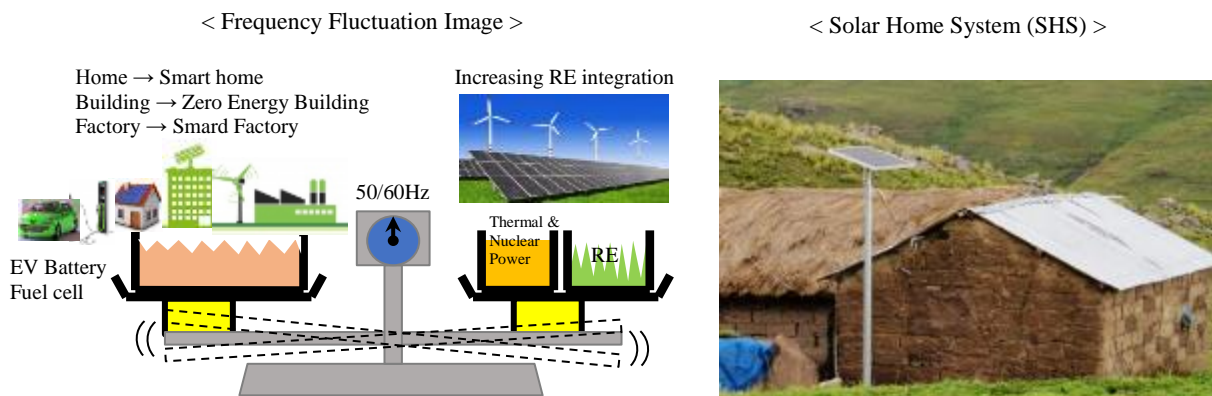 < Frequency Fluctuation Image >
< Solar Home System (SHS) >
Home → Smart home
Building → Zero Energy Building
Factory → Smard Factory
Increasing RE integration
50/60Hz
Thermal &
Nuclear
Power
RE
EV Battery
Fuel cell